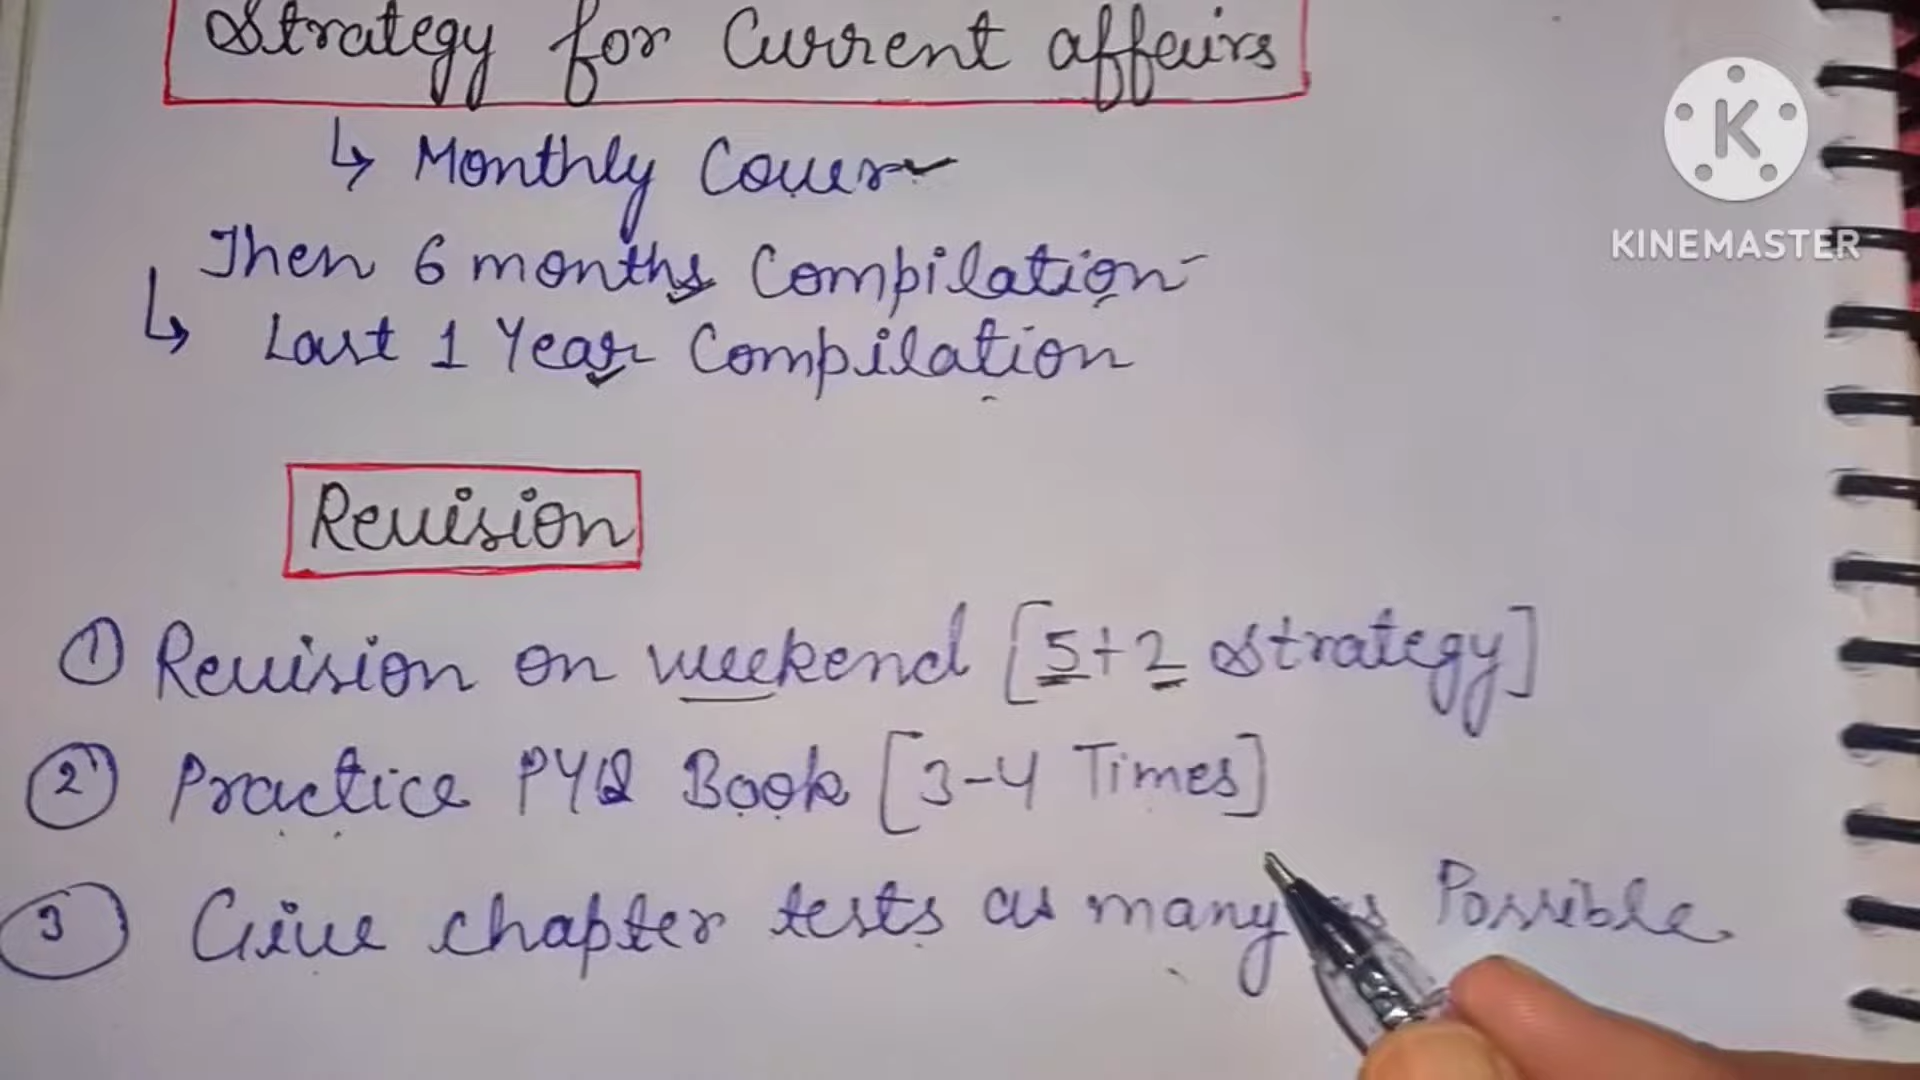 Strategy for Current affairs
↳ Monthly Cover
Then 6 months Compilation
↳ Last 1 Year Compilation
Revision
① Revision on weekend [5+2 Strategy]
② Practice PYQ Book [3-4 Times]
③ Give chapter tests as many as Possible
K
KINEMASTER